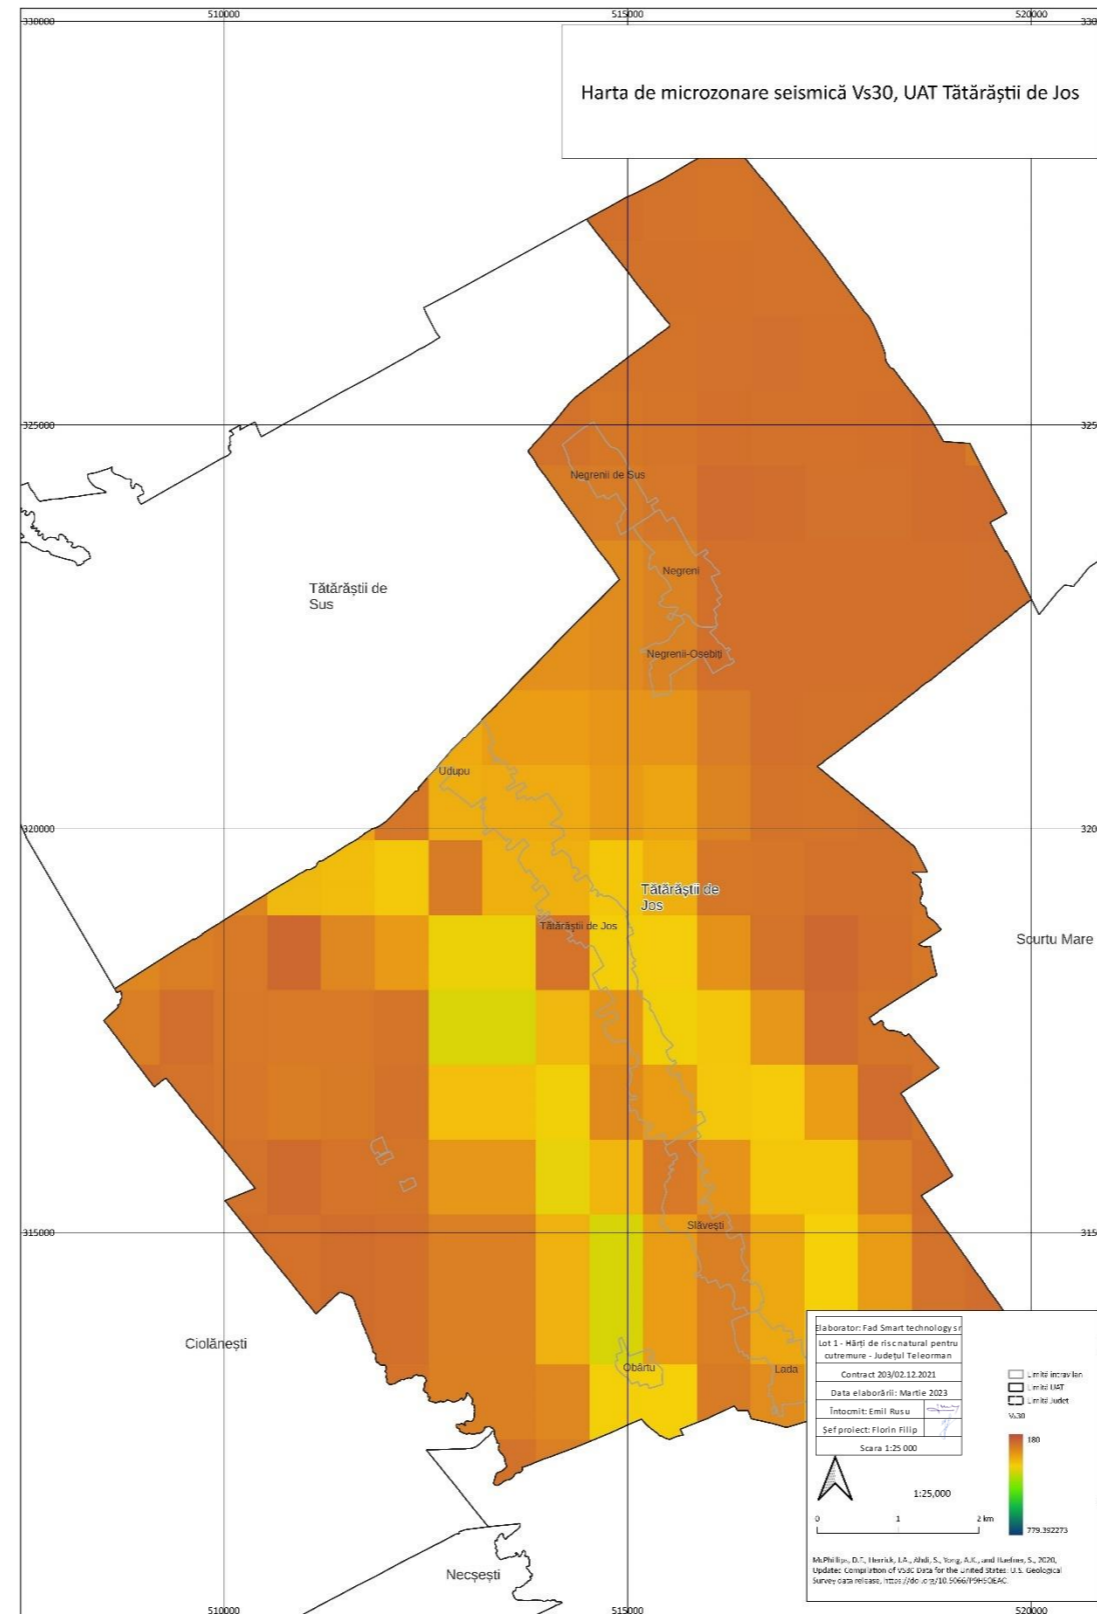 510000
515000
520000
330000
330
Harta de microzonare seismică Vs30, UAT Tătărăștii de Jos
325000
325
Negrenii de Sus
Negreni
Tătărăștii de
Sus
Negrenii-Osebiți
Udupu
320000
320
Tătărăștii de
Jos
Tătărăștii de Jos
Scurtu Mare
Slăvești
315000
315
Ciolănești
Obârtu
Loda
Elaborator: Fad Smart technology sr
Lot 1 - Hărți de risc natural pentru
cutremure - Județul Teleorman
Contract 203/02.12.2021
Data elaborării: Martie 2023
Întocmit: Emil Rusu
Șef proiect: Florin Filip
Scara 1:25 000
Limită intravilan
Limită UAT
Limită Județ
Vs30
180
779.392273
1:25,000
0 1 2 km
McPhillips, D.F., Herrick, J.A., Ahdi, S., Yong, A.K., and Haefner, S., 2020,
Updated Compilation of VS30 Data for the United States: U.S. Geological
Survey data release, https://doi.org/10.5066/P9H5QEAC.
Necșești
510000
515000
520000